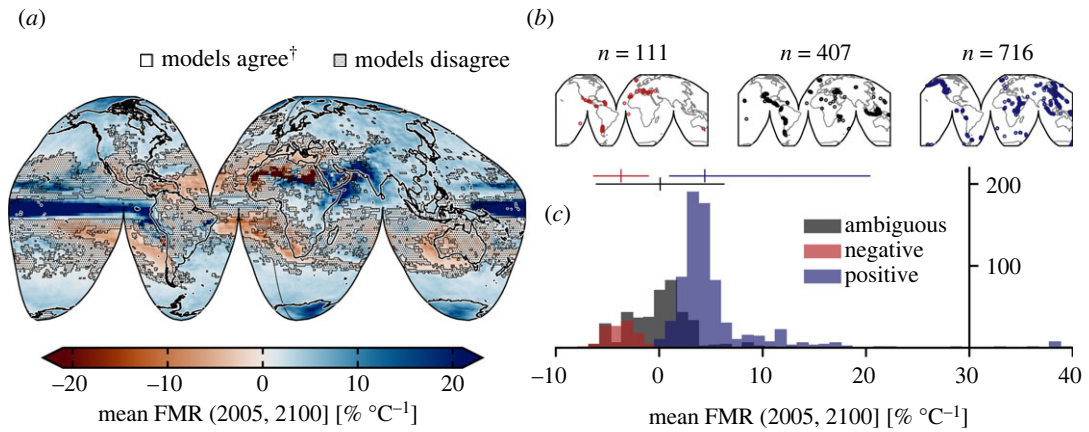 (a)
models agree† models disagree
−20 −10 0 10 20
mean FMR (2005, 2100) [% °C−1]
(b)
n = 111 n = 407 n = 716
(c)
200
100
ambiguous
negative
positive
−10 0 10 20 30 40
mean FMR (2005, 2100) [% °C−1]